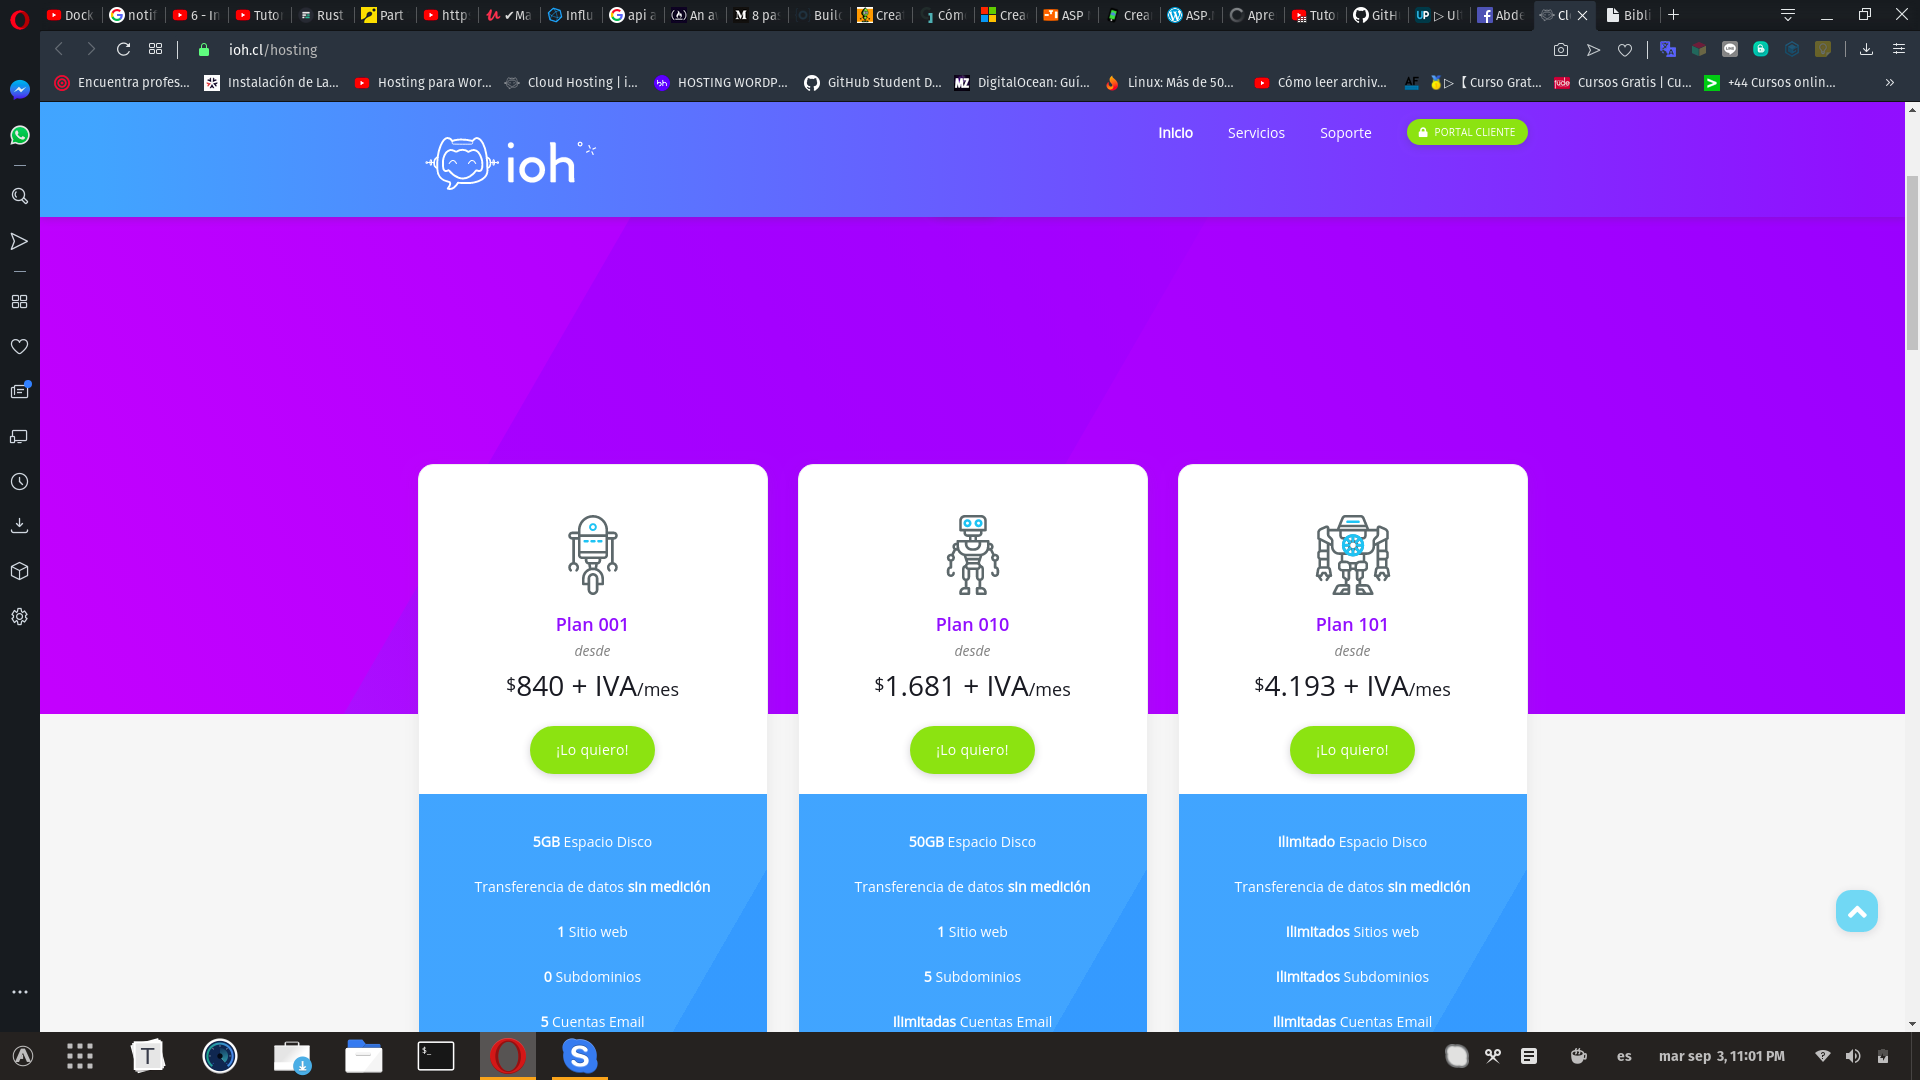 Dock
notif
6 - In
Tutor
Rust
Part
http
✔Ma
Influ
api a
An a
8 pa
Build
Creat
Cómo
Crea
ASP
Crea
ASP.
Apre
Tuto
GitHu
▷ Ul
Abde
Cl
Bibli
ioh.cl/hosting
Encuentra profes...
Instalación de La...
Hosting para Wor...
Cloud Hosting | i...
HOSTING WORDP...
GitHub Student D...
DigitalOcean: Guí...
Linux: Más de 50...
Cómo leer archiv...
🥇▷【 Curso Grat...
Cursos Gratis | Cu...
+44 Cursos onlin...
ioh
Inicio
Servicios
Soporte
PORTAL CLIENTE
Plan 001
desde
$840 + IVA/mes
¡Lo quiero!
5GB Espacio Disco
Transferencia de datos sin medición
1 Sitio web
0 Subdominios
5 Cuentas Email
Plan 010
desde
$1.681 + IVA/mes
¡Lo quiero!
50GB Espacio Disco
Transferencia de datos sin medición
1 Sitio web
5 Subdominios
Ilimitadas Cuentas Email
Plan 101
desde
$4.193 + IVA/mes
¡Lo quiero!
Ilimitado Espacio Disco
Transferencia de datos sin medición
Ilimitados Sitios web
Ilimitados Subdominios
Ilimitadas Cuentas Email
es
mar sep 3, 11:01 PM